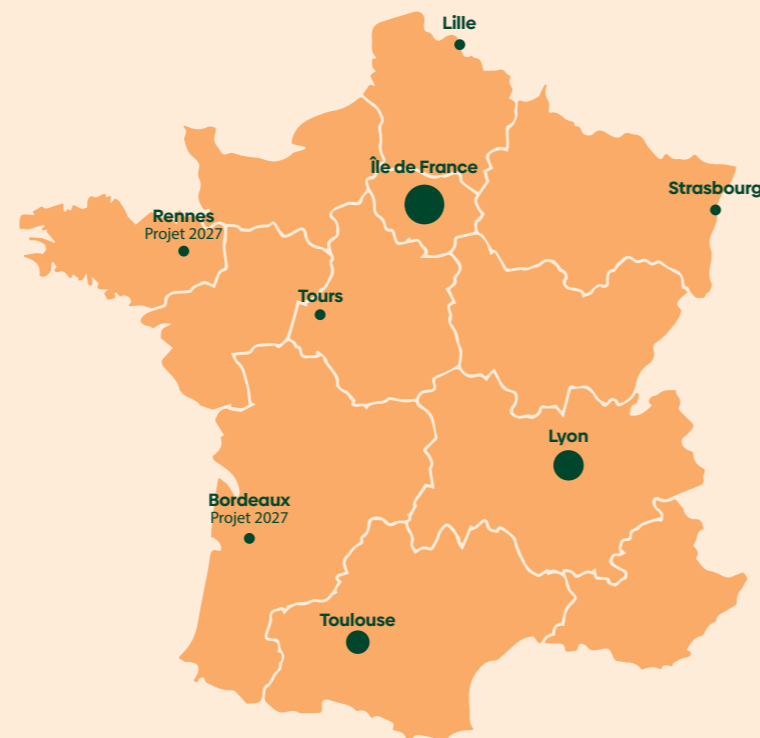 Lille
Île de France
Strasbourg
Rennes
Projet 2027
Tours
Lyon
Bordeaux
Projet 2027
Toulouse